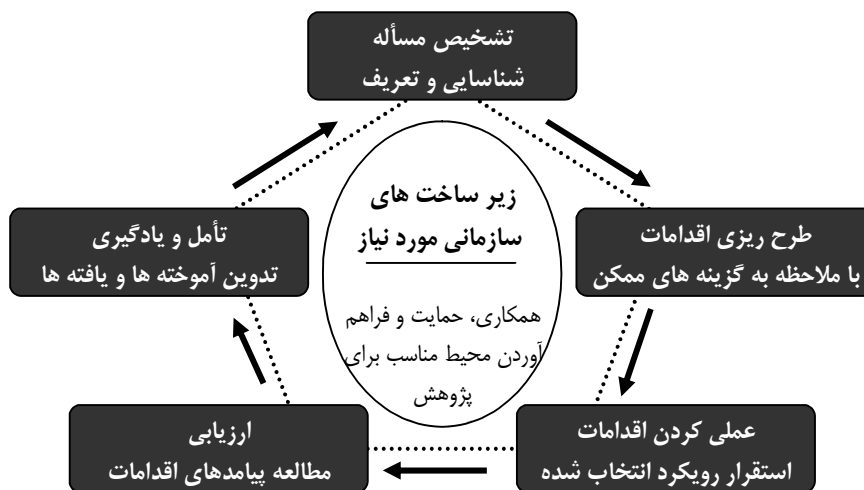 تشخیص مسأله
شناسایی و تعریف
طرح ریزی اقدامات
با ملاحظه به گزینه های ممکن
عملی کردن اقدامات
استقرار رویکرد انتخاب شده
ارزیابی
مطالعه پیامدهای اقدامات
تأمل و یادگیری
تدوین آموخته ها و یافته ها
زیر ساخت های
سازمانی مورد نیاز
همکاری، حمایت و فراهم
آوردن محیط مناسب برای
پژوهش